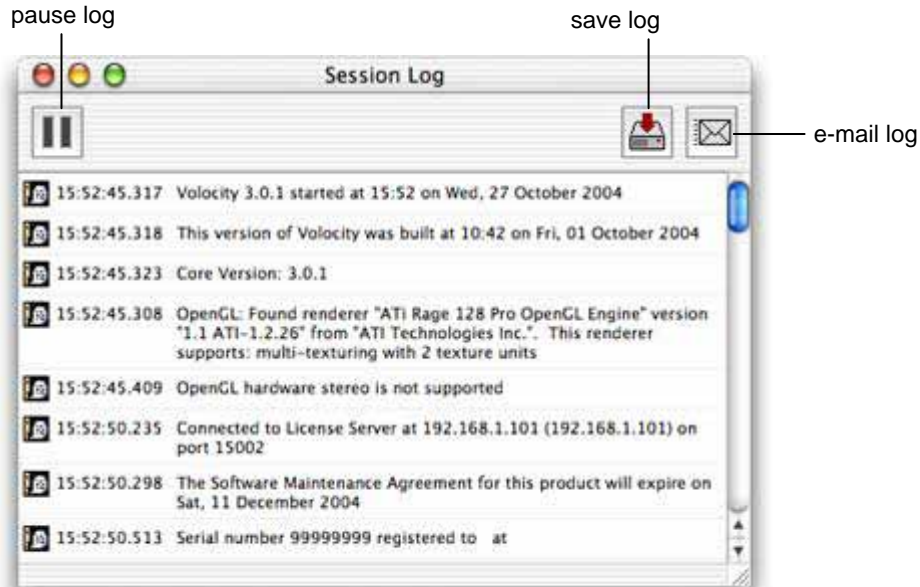 pause log
save log
Session Log
e-mail log
15:52:45.317 Volocity 3.0.1 started at 15:52 on Wed, 27 October 2004
15:52:45.318 This version of Volocity was built at 10:42 on Fri, 01 October 2004
15:52:45.323 Core Version: 3.0.1
15:52:45.308 OpenGL: Found renderer "ATi Rage 128 Pro OpenGL Engine" version
"1.1 ATI-1.2.26" from "ATI Technologies Inc.". This renderer
supports: multi-texturing with 2 texture units
15:52:45.409 OpenGL hardware stereo is not supported
15:52:50.235 Connected to License Server at 192.168.1.101 (192.168.1.101) on
port 15002
15:52:50.298 The Software Maintenance Agreement for this product will expire on
Sat, 11 December 2004
15:52:50.513 Serial number 99999999 registered to at